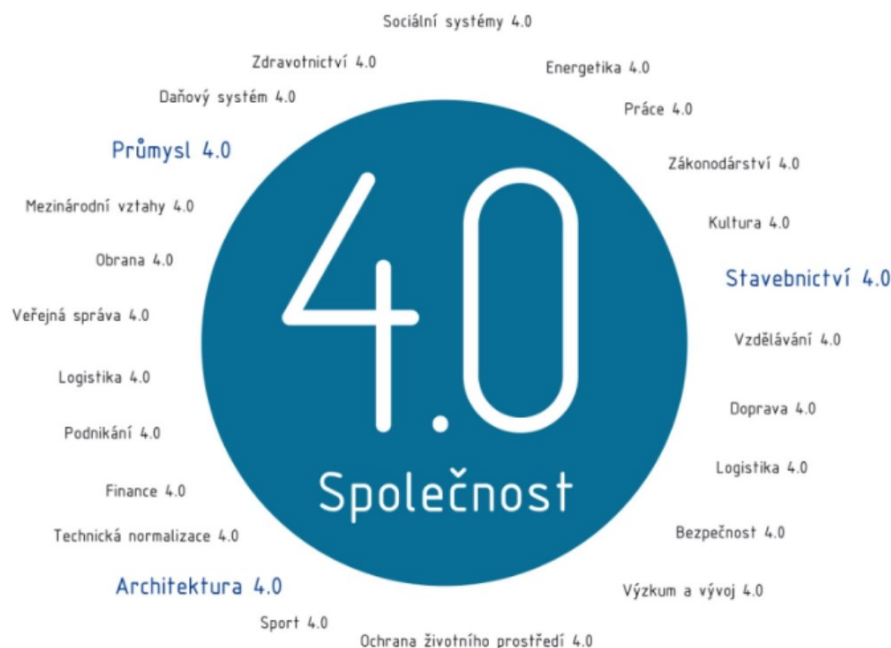 Sociální systémy 4.0
Zdravotnictví 4.0
Energetika 4.0
Daňový systém 4.0
Práce 4.0
Průmysl 4.0
Zákonodárství 4.0
Mezinárodní vztahy 4.0
Kultura 4.0
Obrana 4.0
Stavebnictví 4.0
Veřejná správa 4.0
Vzdělávání 4.0
Logistika 4.0
Doprava 4.0
Podnikání 4.0
Logistika 4.0
Finance 4.0
4.0
Společnost
Technická normalizace 4.0
Bezpečnost 4.0
Architektura 4.0
Výzkum a vývoj 4.0
Sport 4.0
Ochrana životního prostředí 4.0